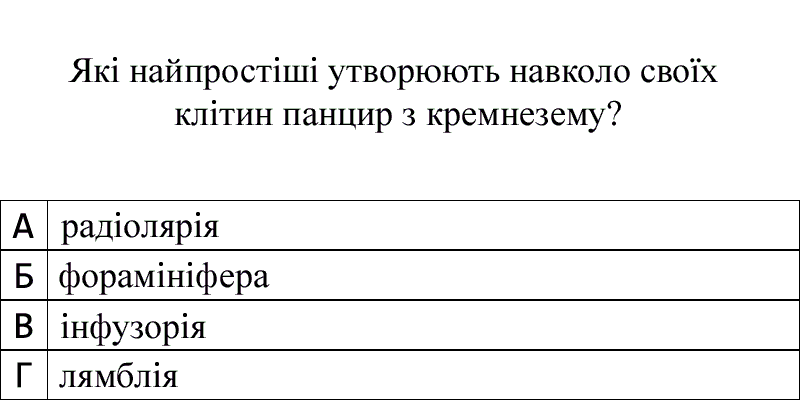 Які найпростіші утворюють навколо своїх
клітин панцир з кремнезему?
А радіолярія
Б форамініфера
В інфузорія
Г лямблія